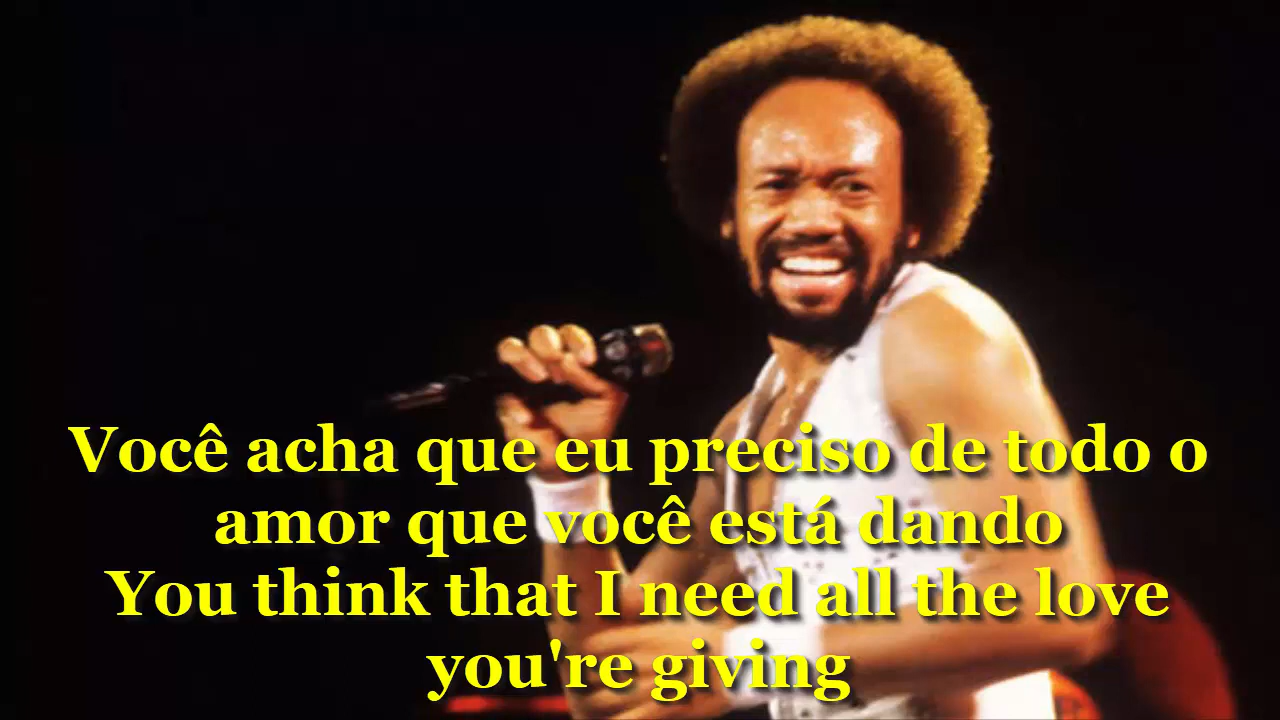 Você acha que eu preciso de todo o
amor que você está dando
You think that I need all the love
you're giving